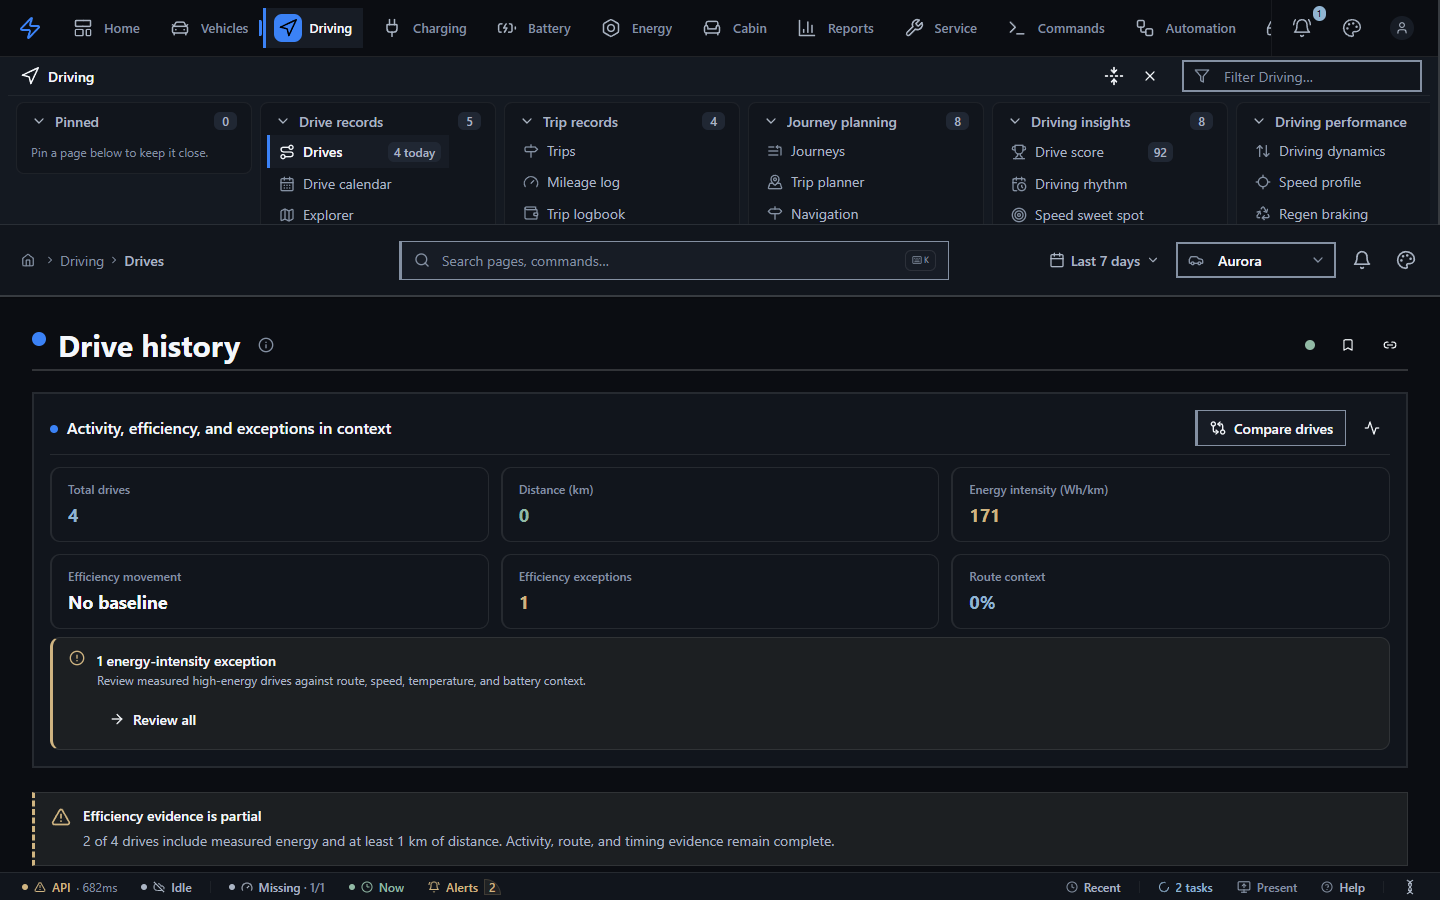 Home
Vehicles
Driving
Charging
Battery
Energy
Cabin
Reports
Service
Commands
Automation
1
Driving
Filter Driving...
Pinned
0
Pin a page below to keep it close.
Drive records
5
Drives
4 today
Drive calendar
Explorer
Trip records
4
Trips
Mileage log
Trip logbook
Journey planning
8
Journeys
Trip planner
Navigation
Driving insights
8
Drive score
92
Driving rhythm
Speed sweet spot
Driving performance
Driving dynamics
Speed profile
Regen braking
Driving
Drives
Search pages, commands...
K
Last 7 days
Aurora
Drive history
Activity, efficiency, and exceptions in context
Compare drives
Total drives
4
Distance (km)
0
Energy intensity (Wh/km)
171
Efficiency movement
No baseline
Efficiency exceptions
1
Route context
0%
1 energy-intensity exception
Review measured high-energy drives against route, speed, temperature, and battery context.
Review all
Efficiency evidence is partial
2 of 4 drives include measured energy and at least 1 km of distance. Activity, route, and timing evidence remain complete.
API · 682ms
Idle
Missing · 1/1
Now
Alerts 2
Recent
2 tasks
Present
Help